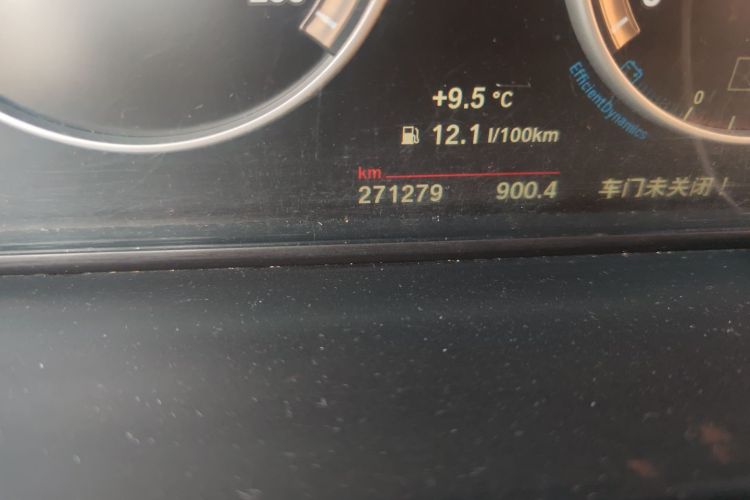 +9.5 °C
12.1 l/100km
km
271279 900.4 车门未关闭！
EfficientDynamics
0